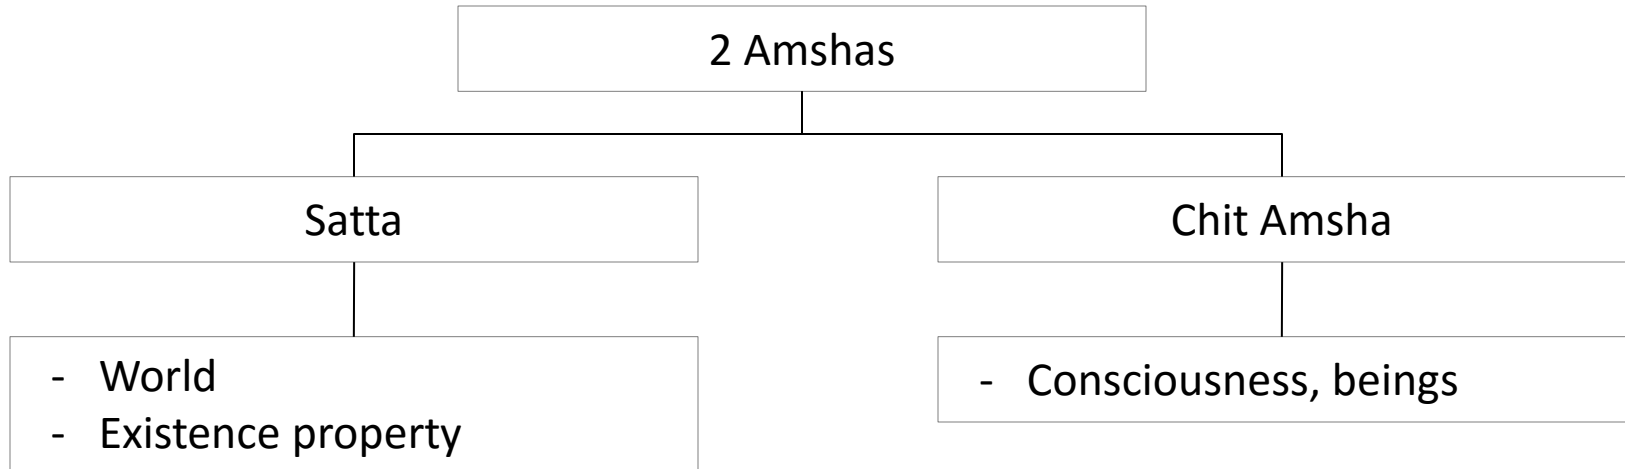 2 Amshas
Satta
Chit Amsha
- World
- Existence property
- Consciousness, beings